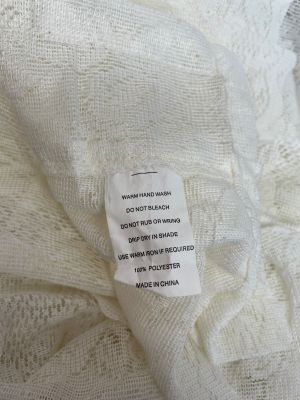 WARM HAND WASH
DO NOT BLEACH
DO NOT RUB OR WRING
DRIP DRY IN SHADE
USE WARM IRON IF REQUIRED
100% POLYESTER
MADE IN CHINA